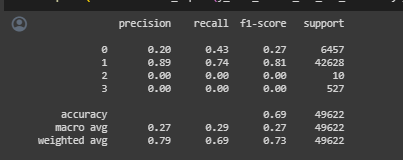 precision recall f1-score support
0 0.20 0.43 0.27 6457
1 0.89 0.74 0.81 42628
2 0.00 0.00 0.00 10
3 0.00 0.00 0.00 527
accuracy 0.69 49622
macro avg 0.27 0.29 0.27 49622
weighted avg 0.79 0.69 0.73 49622